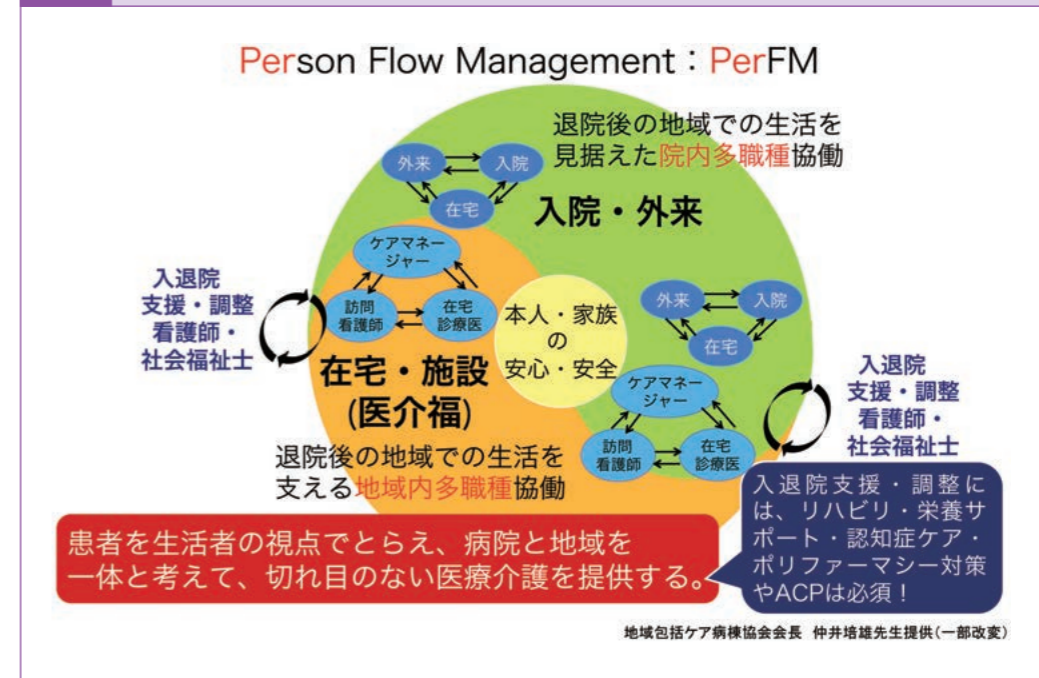 Person Flow Management：PerFM
退院後の地域での生活を
見据えた院内多職種協働
外来
入院
在宅
入院・外来
ケアマネー
ジャー
訪問
看護師
在宅
診療医
入退院
支援・調整
看護師・
社会福祉士
本人・家族
の
安心・安全
外来
入院
在宅
在宅・施設
(医介福)
ケアマネー
ジャー
訪問
看護師
在宅
診療医
入退院
支援・調整
看護師・
社会福祉士
退院後の地域での生活を
支える地域内多職種協働
患者を生活者の視点でとらえ、病院と地域を
一体と考えて、切れ目のない医療介護を提供する。
入退院支援・調整に
は、リハビリ・栄養サ
ポート・認知症ケア・
ポリファーマシー対策
やACPは必須！
地域包括ケア病棟協会会長 仲井培雄先生提供(一部改変)